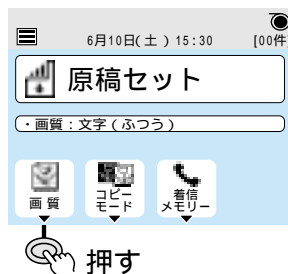 6月10日(土) 15:30 [00件
原稿セット
・画質:文字(ふつう)
画質 コピーモード 着信メモリー
押す